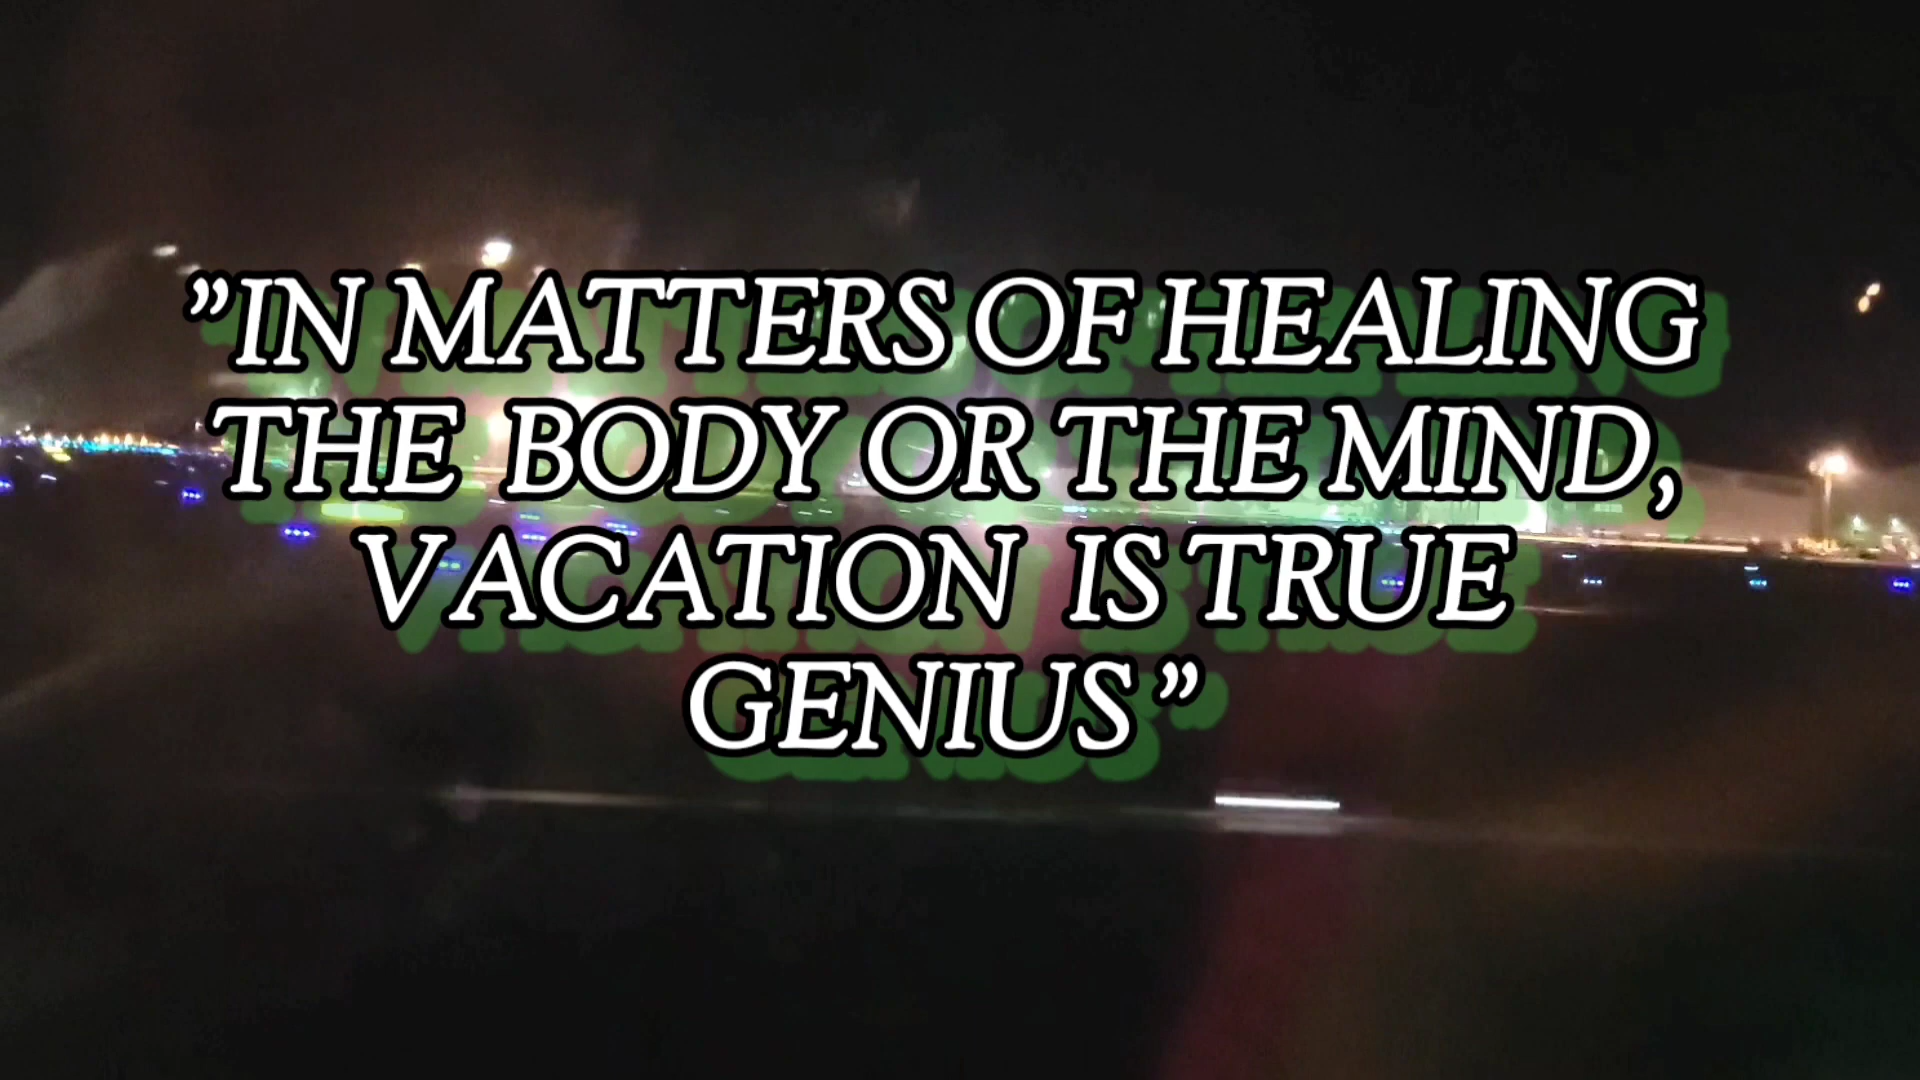 ”IN MATTERS OF HEALING
THE BODY OR THE MIND,
VACATION IS TRUE
GENIUS”